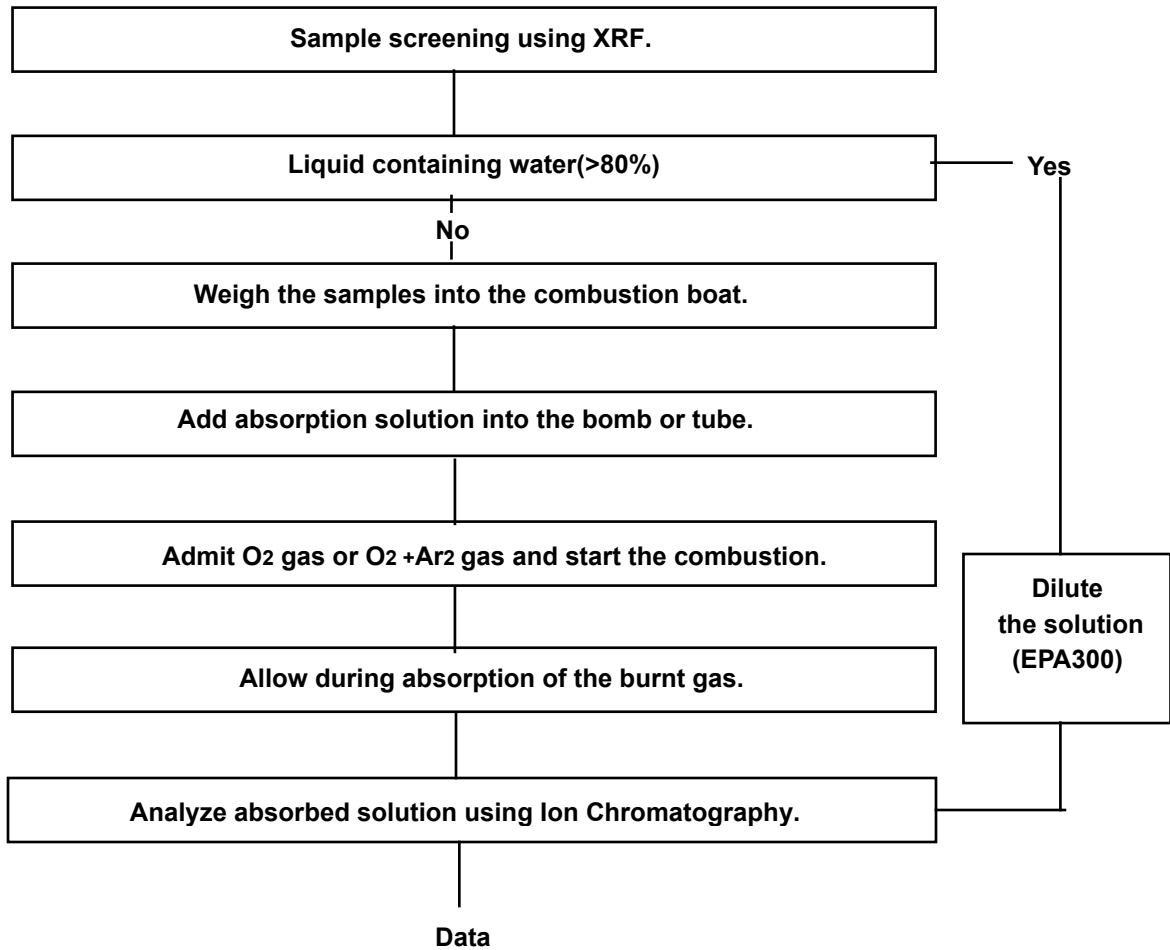 Sample screening using XRF.
Liquid containing water(>80%)
Yes
No
Weigh the samples into the combustion boat.
Add absorption solution into the bomb or tube.
Admit O2 gas or O2 +Ar2 gas and start the combustion.
Dilute
the solution
(EPA300)
Allow during absorption of the burnt gas.
Analyze absorbed solution using Ion Chromatography.
Data